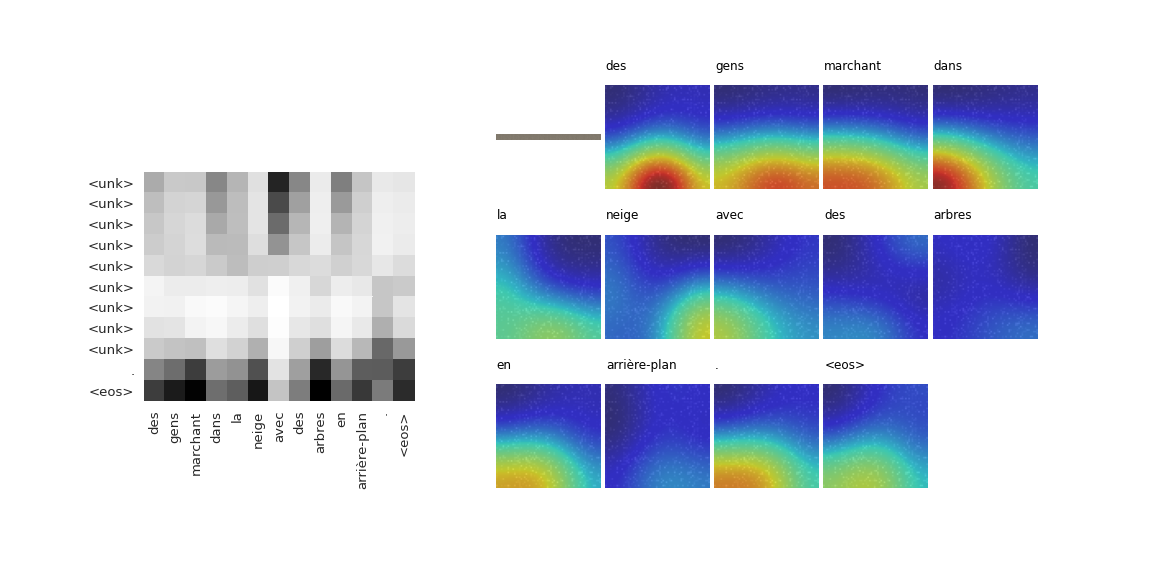 <unk>
<unk>
<unk>
<unk>
<unk>
<unk>
<unk>
<unk>
<unk>
.
<eos>
des gens marchant dans la neige avec des arbres en arrière-plan . <eos>
des gens marchant dans
la neige avec des arbres
en arrière-plan . <eos>